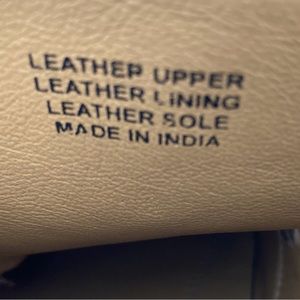 LEATHER UPPER
LEATHER LINING
LEATHER SOLE
MADE IN INDIA